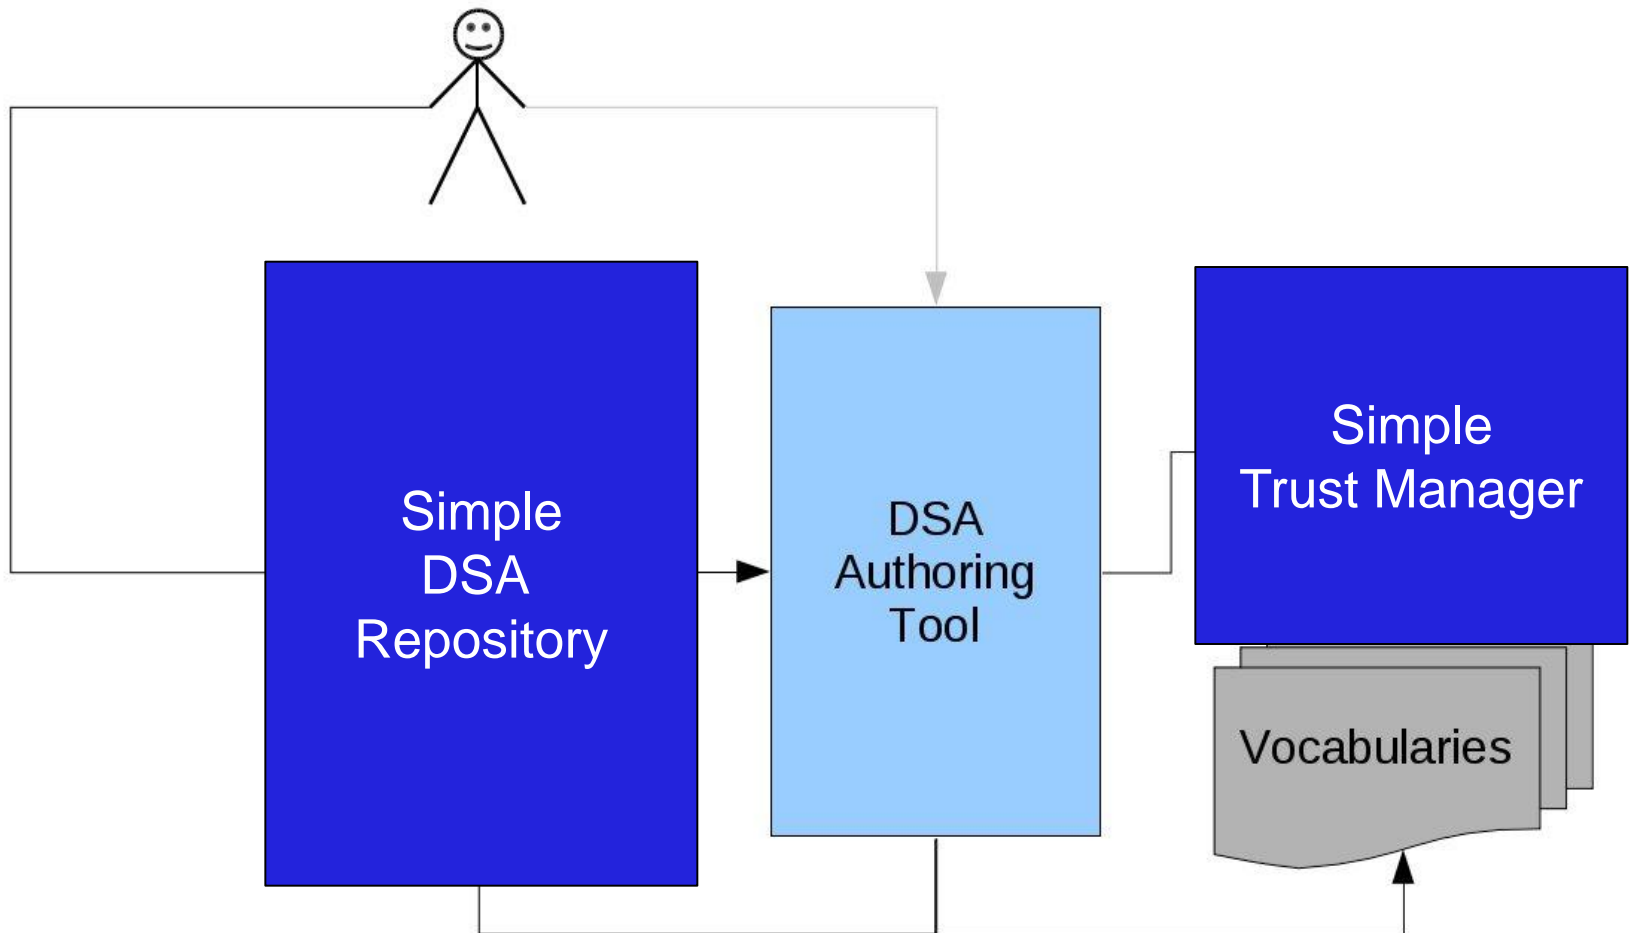 Simple
DSA
Repository
DSA
Authoring
Tool
Simple
Trust Manager
Vocabularies